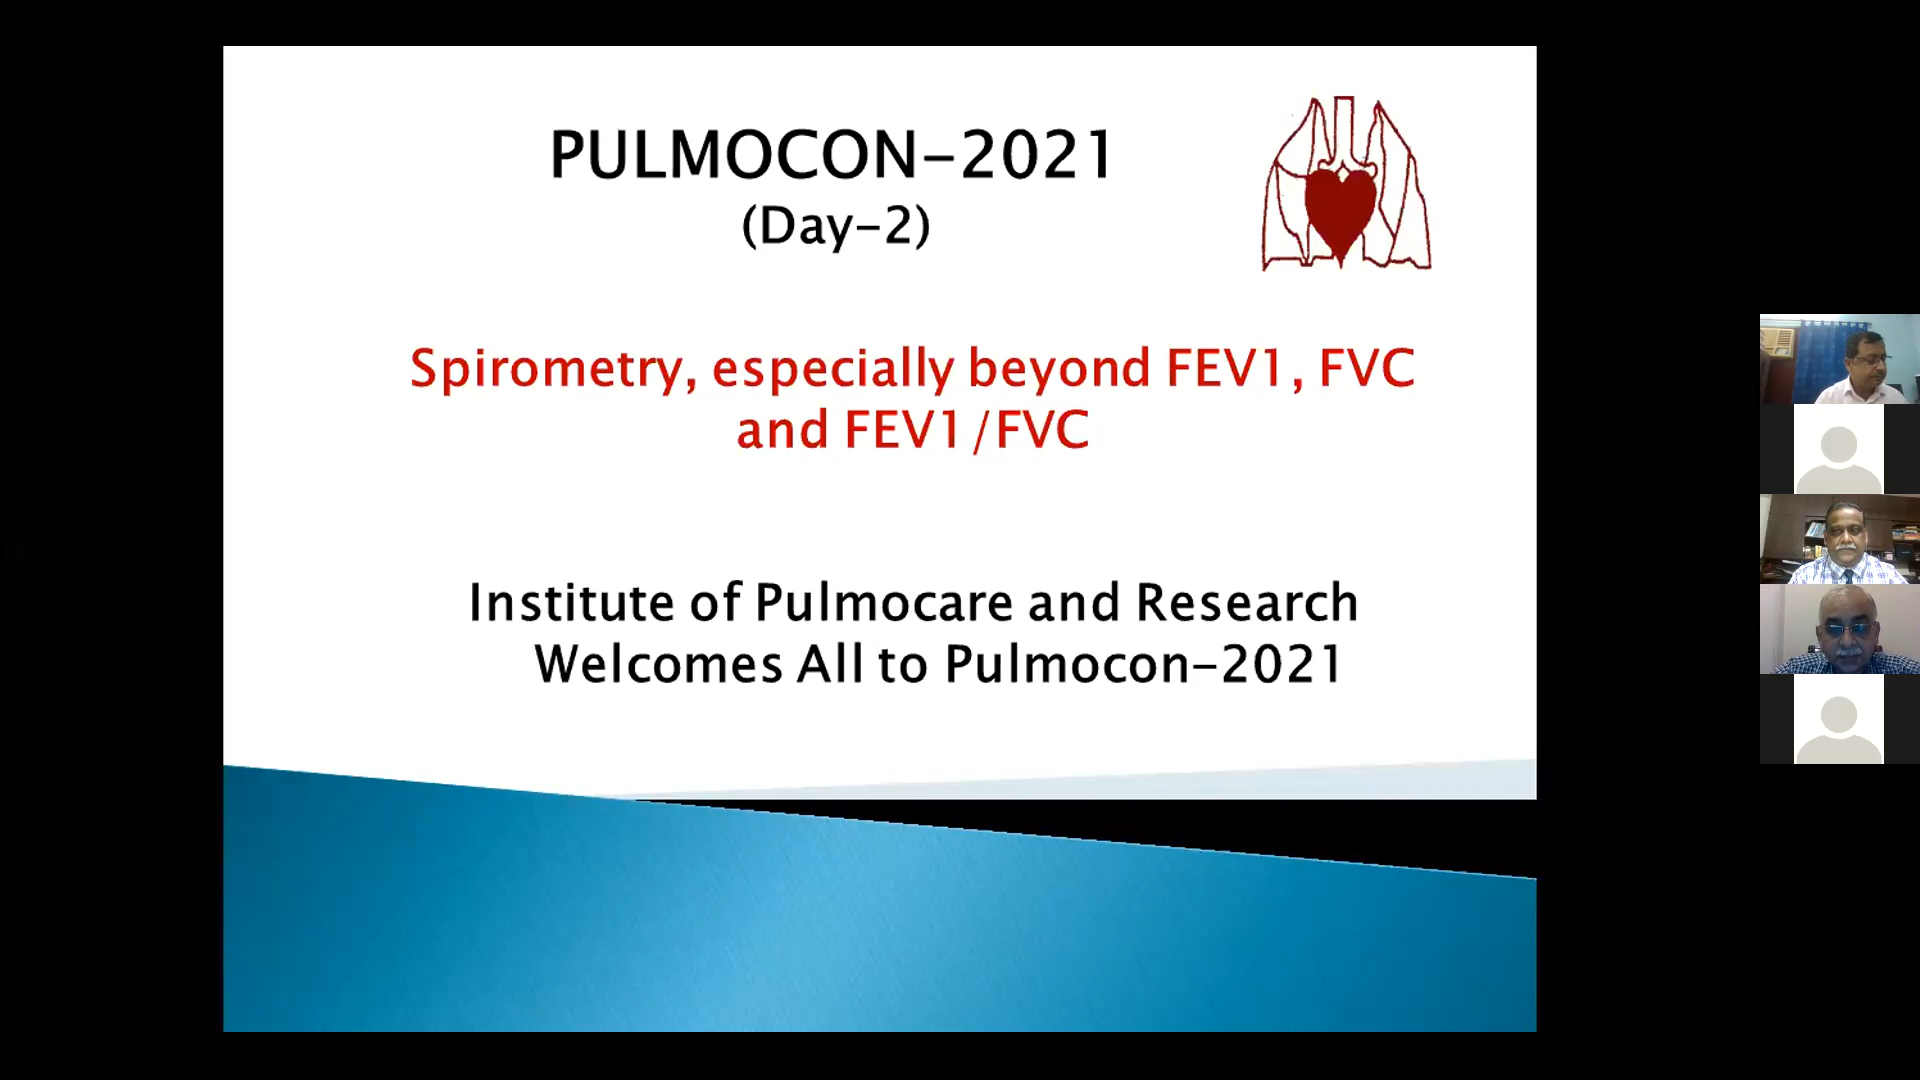 PULMOCON-2021
(Day-2)
Spirometry, especially beyond FEV1, FVC
and FEV1/FVC
Institute of Pulmocare and Research
Welcomes All to Pulmocon-2021